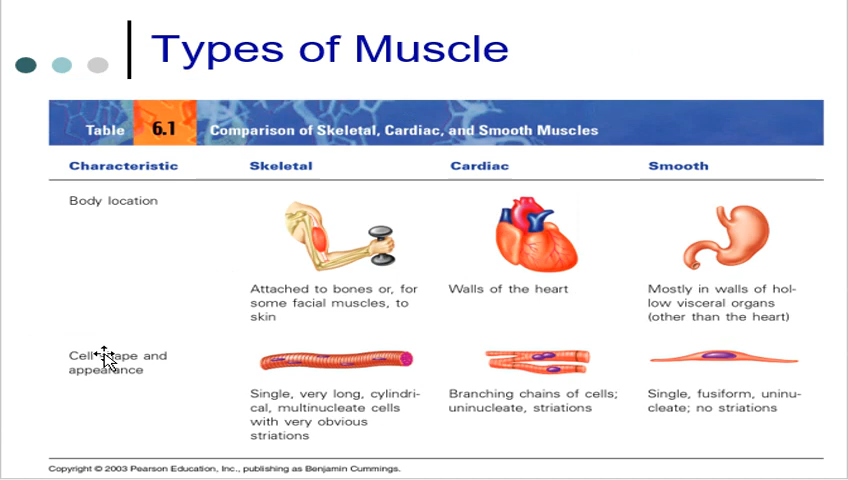 Types of Muscle
Table 6.1 Comparison of Skeletal, Cardiac, and Smooth Muscles
Characteristic Skeletal Cardiac Smooth
Body location
Attached to bones or, for
some facial muscles, to
skin
Walls of the heart
Mostly in walls of hol-
low visceral organs
(other than the heart)
Cell shape and
appearance
Single, very long, cylindri-
cal, multinucleate cells
with very obvious
striations
Branching chains of cells;
uninucleate, striations
Single, fusiform, uninu-
cleate; no striations
Copyright © 2003 Pearson Education, Inc., publishing as Benjamin Cummings.